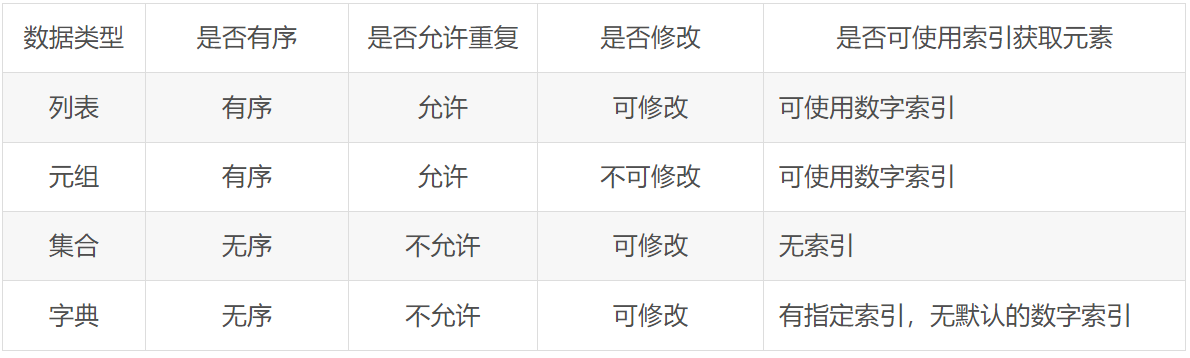 数据类型 是否有序 是否允许重复 是否修改 是否可使用索引获取元素
列表 有序 允许 可修改 可使用数字索引
元组 有序 允许 不可修改 可使用数字索引
集合 无序 不允许 可修改 无索引
字典 无序 不允许 可修改 有指定索引，无默认的数字索引